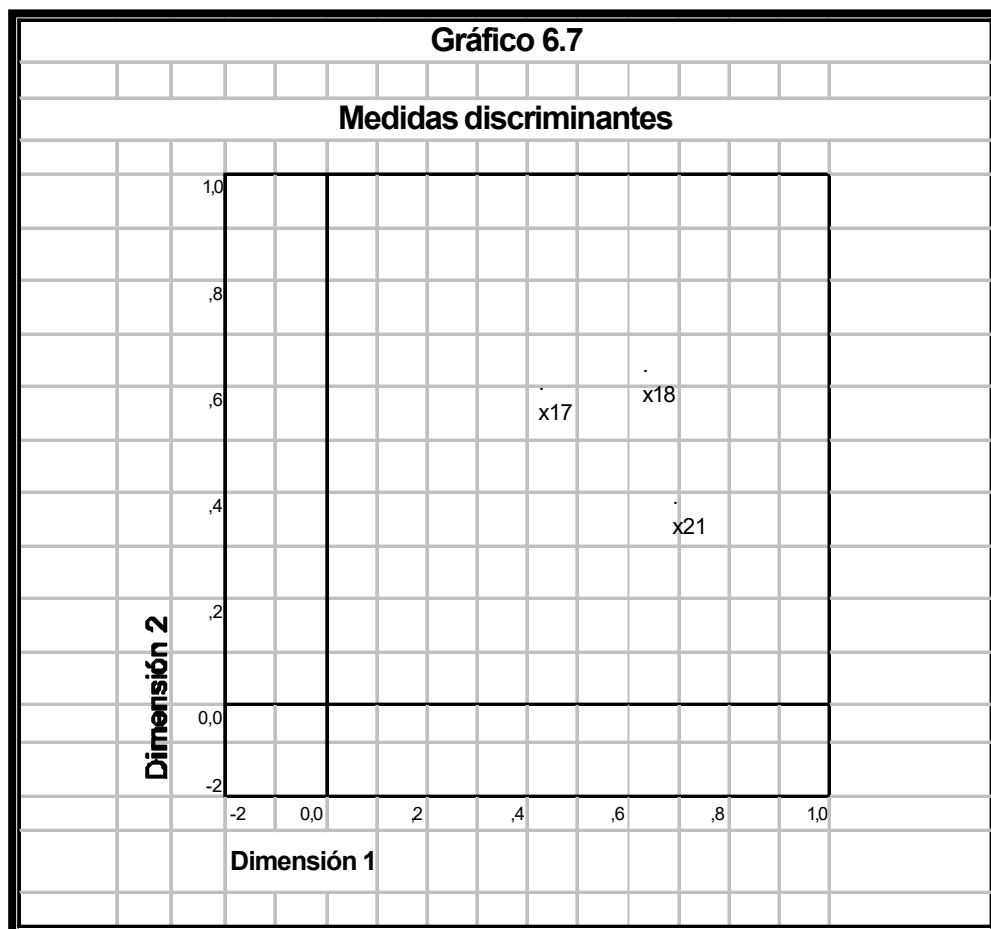 Gráfico 6.7
Medidas discriminantes
1,0
,8
,6
,4
,2
0,0
-2
x17
x18
x21
Dimensión 2
-2 0,0 ,2 ,4 ,6 ,8 1,0
Dimensión 1